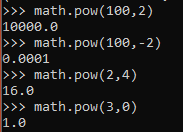 >>> math.pow(100,2)
10000.0
>>> math.pow(100,-2)
0.0001
>>> math.pow(2,4)
16.0
>>> math.pow(3,0)
1.0